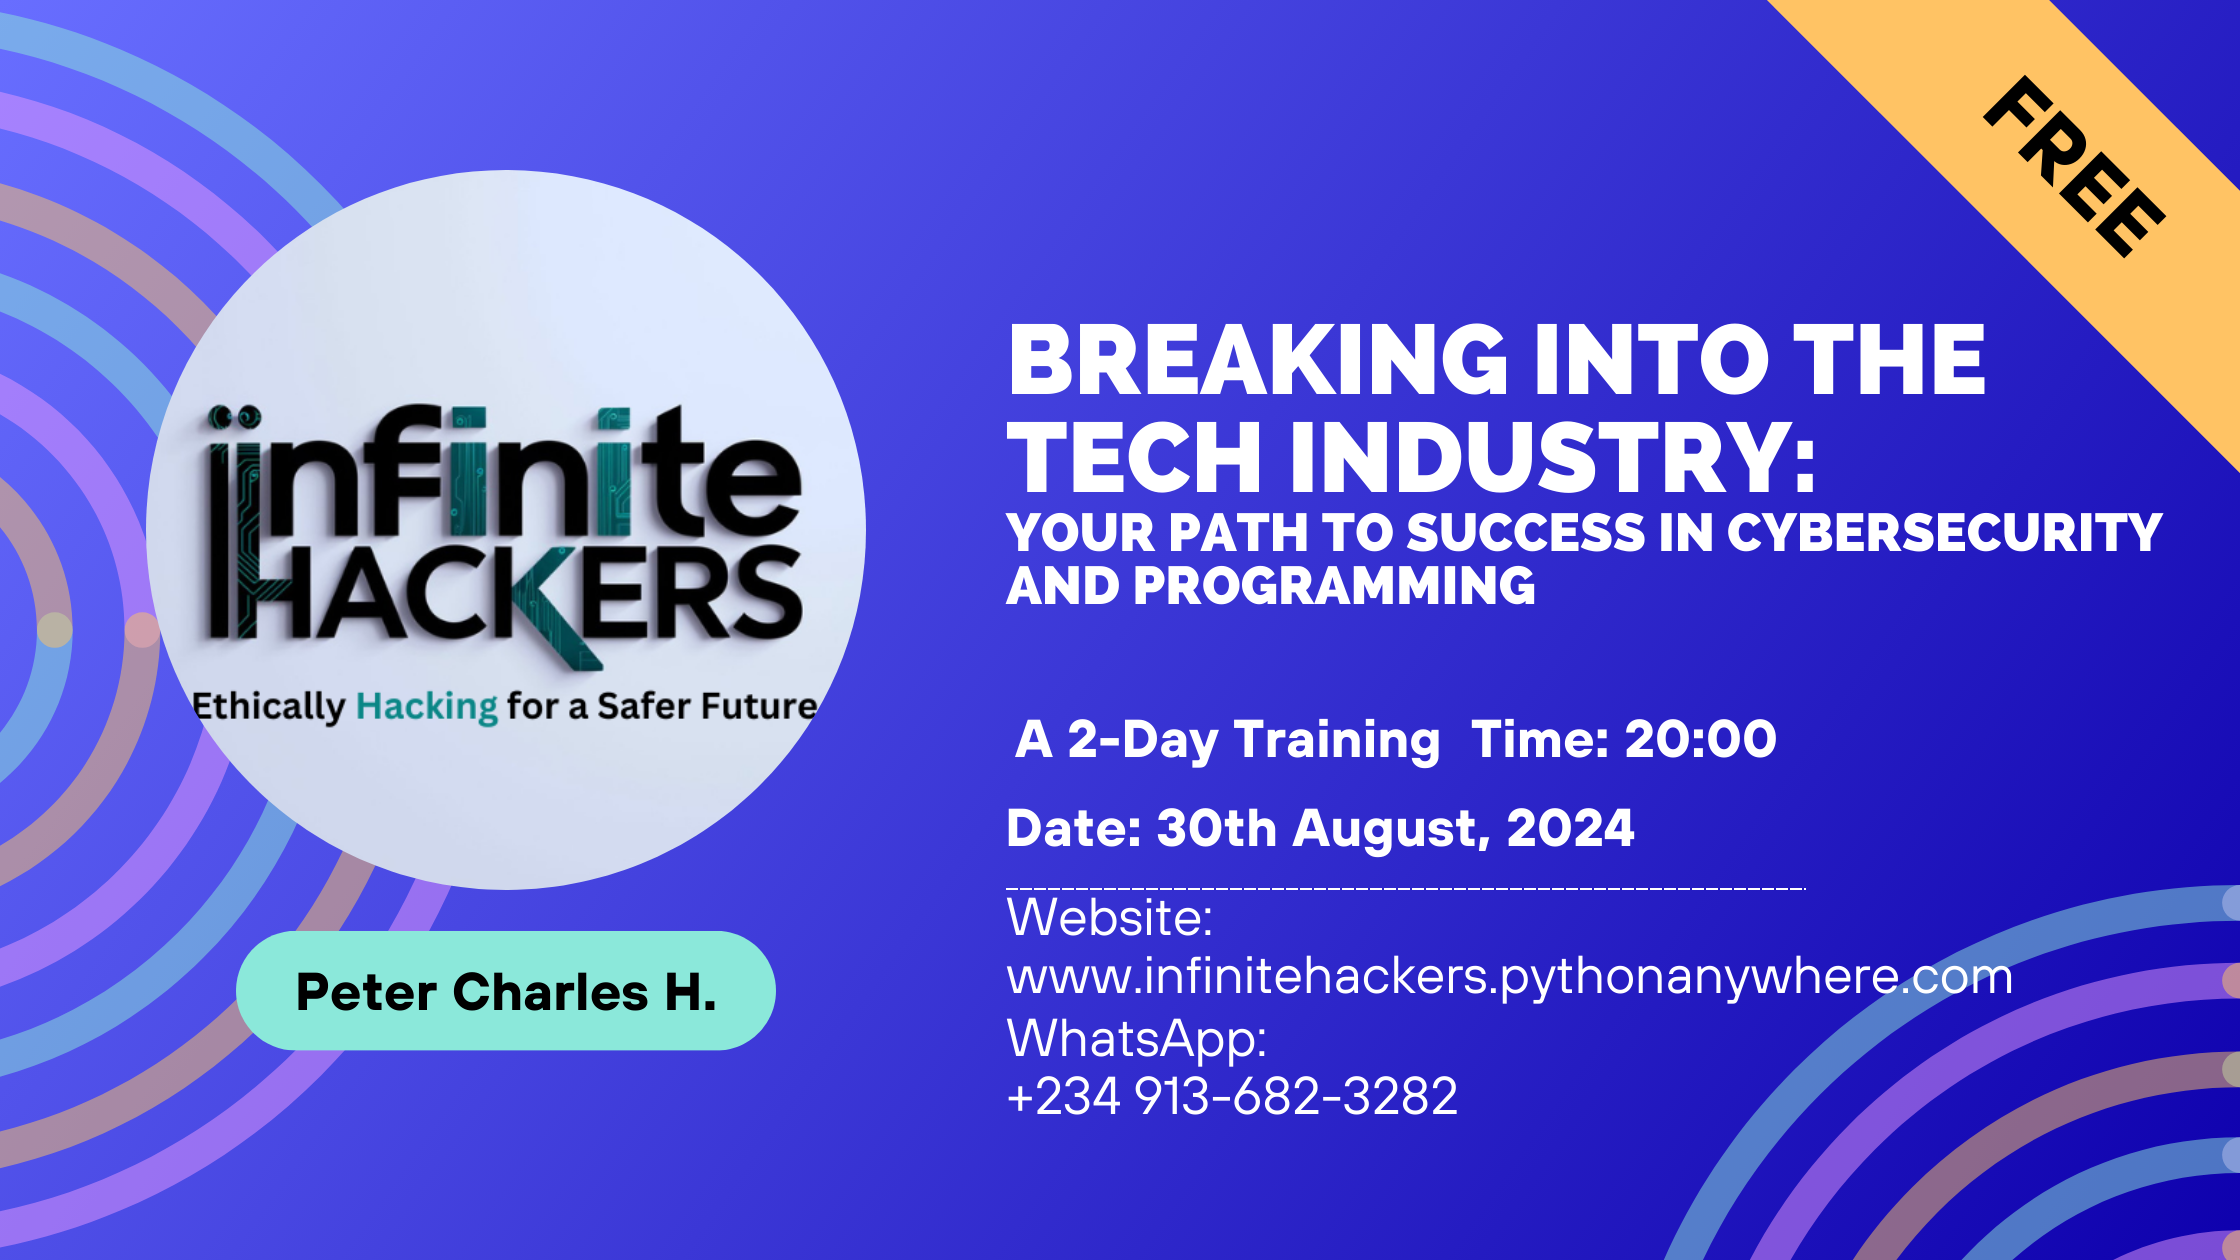 FREE
infinite
HACKERS
Ethically Hacking for a Safer Future
Peter Charles H.
BREAKING INTO THE
TECH INDUSTRY:
YOUR PATH TO SUCCESS IN CYBERSECURITY
AND PROGRAMMING
A 2-Day Training Time: 20:00
Date: 30th August, 2024
Website:
www.infinitehackers.pythonanywhere.com
WhatsApp:
+234 913-682-3282